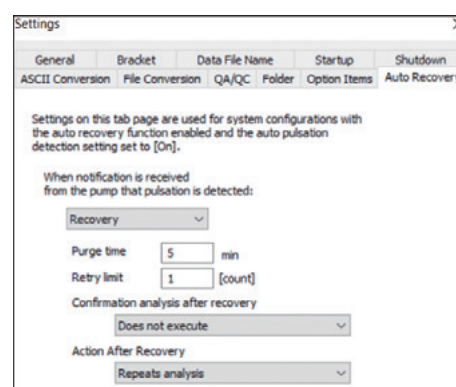 Settings
General Bracket Data File Name Startup Shutdown
ASCII Conversion File Conversion QA/QC Folder Option Items Auto Recovery
Settings on this tab page are used for system configurations with
the auto recovery function enabled and the auto pulsation
detection setting set to [On].
When notification is received
from the pump that pulsation is detected:
Recovery
Purge time 5 min
Retry limit 1 [count]
Confirmation analysis after recovery
Does not execute
Action After Recovery
Repeats analysis